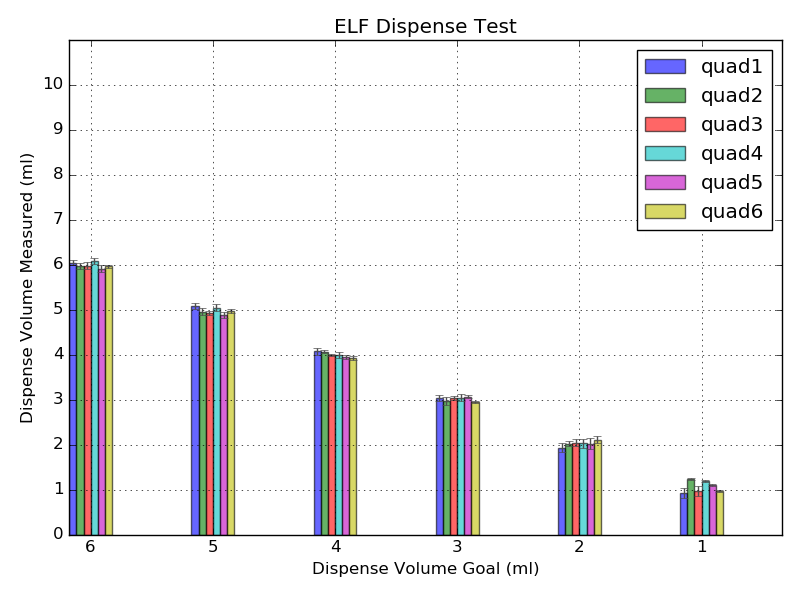 ELF Dispense Test
Dispense Volume Measured (ml)
10
9
8
7
6
5
4
3
2
1
0
quad1
quad2
quad3
quad4
quad5
quad6
6 5 4 3 2 1
Dispense Volume Goal (ml)